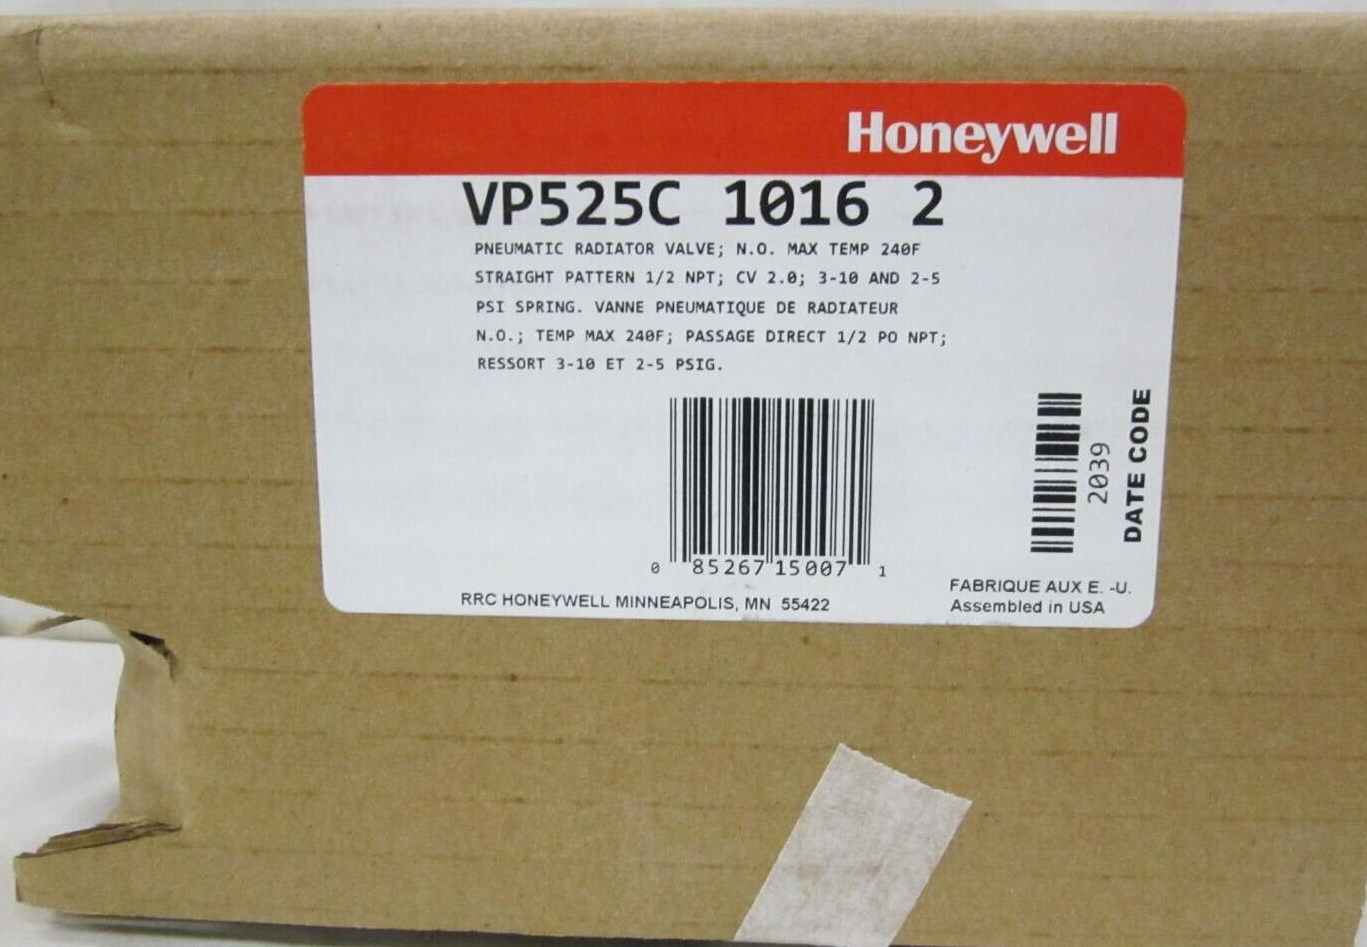 Honeywell
VP525C 1016 2
PNEUMATIC RADIATOR VALVE; N.O. MAX TEMP 240F
STRAIGHT PATTERN 1/2 NPT; CV 2.0; 3-10 AND 2-5
PSI SPRING. VANNE PNEUMATIQUE DE RADIATEUR
N.O.; TEMP MAX 240F; PASSAGE DIRECT 1/2 PO NPT;
RESSORT 3-10 ET 2-5 PSIG.
2039
DATE CODE
0 85267 15007 1
RRC HONEYWELL MINNEAPOLIS, MN 55422
FABRIQUE AUX E. -U.
Assembled in USA